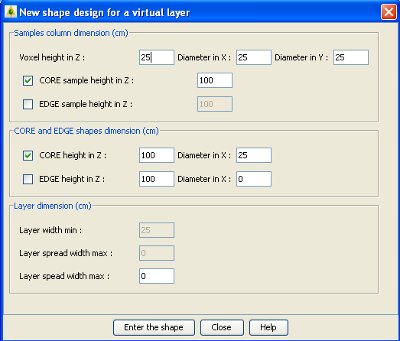 New shape design for a virtual layer
Samples column dimension (cm)
Voxel height in Z : 25 Diameter in X : 25 Diameter in Y : 25
CORE sample height in Z : 100
EDGE sample height in Z : 100
CORE and EDGE shapes dimension (cm)
CORE height in Z : 100 Diameter in X : 25
EDGE height in Z : 100 Diameter in X : 0
Layer dimension (cm)
Layer width min : 25
Layer spread width max : 0
Layer spead width max : 0
Enter the shape Close Help